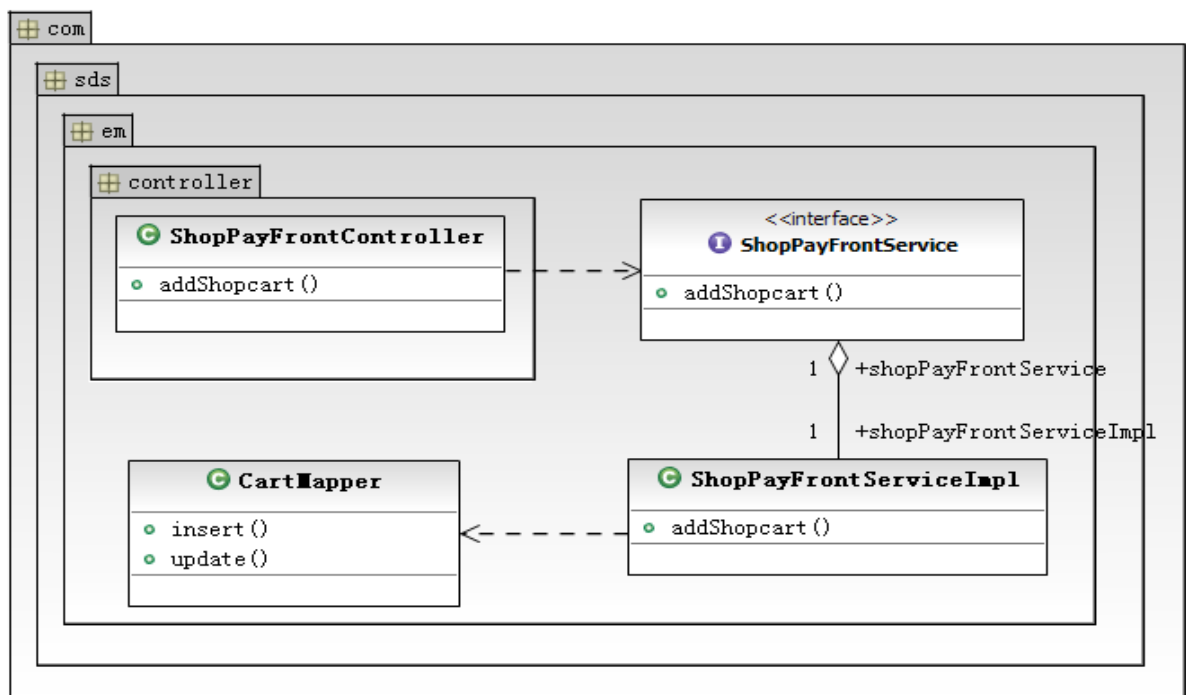 com
sds
em
controller
ShopPayFrontController
addShopcart()
<<interface>>
ShopPayFrontService
addShopcart()
1 +shopPayFrontService
1 +shopPayFrontServiceImpl
CartMapper
insert()
update()
ShopPayFrontServiceImpl
addShopcart()